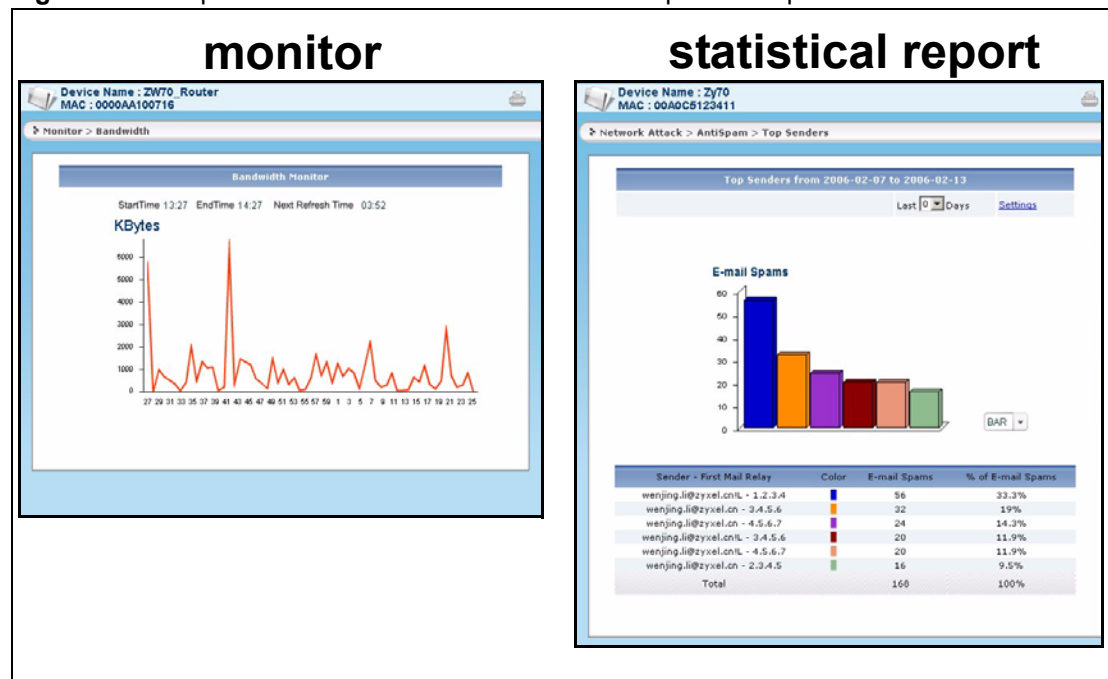 monitor
Device Name : ZW70_Router
MAC : 0000AA100716
Monitor > Bandwidth
Bandwidth Monitor
StartTime 13:27 EndTime 14:27 Next Refresh Time 03:52
KBytes
6000
5000
4000
3000
2000
1000
0
27 29 31 33 35 37 39 41 43 45 47 49 51 53 55 57 59 1 3 5 7 9 11 13 15 17 19 21 23 25
statistical report
Device Name : Zy70
MAC : 00A0C5123411
Network Attack > AntiSpam > Top Senders
Top Senders from 2006-02-07 to 2006-02-13
Last 0 Days Settings
E-mail Spams
60
50
40
30
20
10
0
BAR
Sender - First Mail Relay Color E-mail Spams % of E-mail Spams
wenjing.li@zyxel.cn!L - 1.2.3.4 56 33.3%
wenjing.li@zyxel.cn - 3.4.5.6 32 19%
wenjing.li@zyxel.cn - 4.5.6.7 24 14.3%
wenjing.li@zyxel.cn!L - 3.4.5.6 20 11.9%
wenjing.li@zyxel.cn!L - 4.5.6.7 20 11.9%
wenjing.li@zyxel.cn - 2.3.4.5 16 9.5%
Total 168 100%